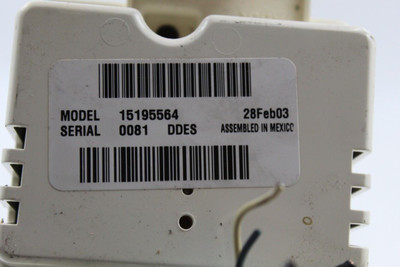 MODEL 15195564 28Feb03
SERIAL 0081 DDES ASSEMBLED IN MEXICO